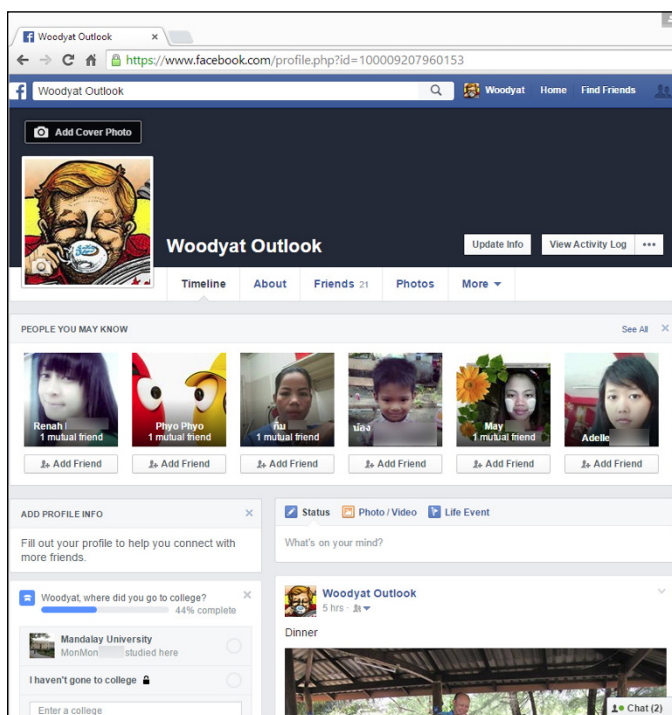 Woodyat Outlook
https://www.facebook.com/profile.php?id=100009207960153
Woodyat Outlook
Woodyat Home Find Friends
Add Cover Photo
Woodyat Outlook
Update Info View Activity Log •••
Timeline About Friends 21 Photos More
PEOPLE YOU MAY KNOW See All
Renah
1 mutual friend
Phyo Phyo
1 mutual friend
กิ๊ม
1 mutual friend
น้อง
May
1 mutual friend
Adelle
Add Friend Add Friend Add Friend Add Friend Add Friend Add Friend
ADD PROFILE INFO
Fill out your profile to help you connect with
more friends.
Woodyat, where did you go to college?
44% complete
Mandalay University
MonMon studied here
I haven't gone to college
Enter a college
Status Photo / Video Life Event
What's on your mind?
Woodyat Outlook
5 hrs ·
Dinner
Chat (2)